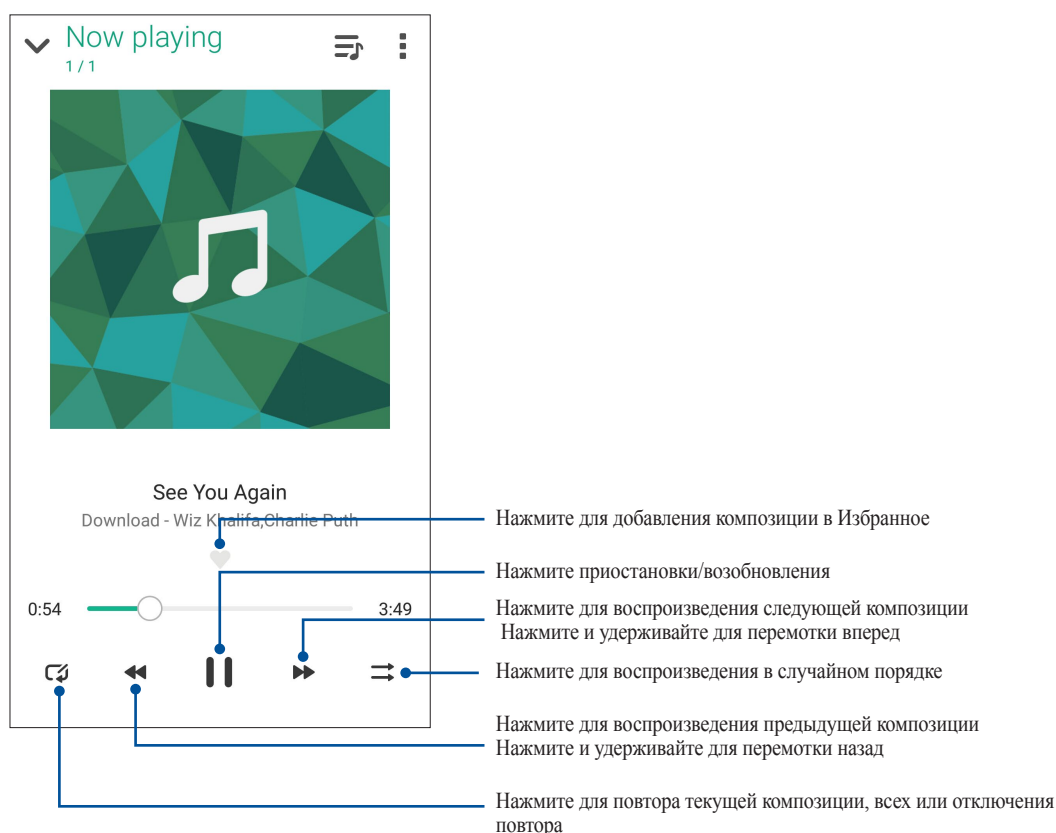 Now playing
1 / 1
See You Again
Download - Wiz Khalifa,Charlie Puth
Нажмите для добавления композиции в Избранное
Нажмите приостановки/возобновления
0:54
3:49
Нажмите для воспроизведения следующей композиции
Нажмите и удерживайте для перемотки вперед
Нажмите для воспроизведения в случайном порядке
Нажмите для воспроизведения предыдущей композиции
Нажмите и удерживайте для перемотки назад
Нажмите для повтора текущей композиции, всех или отключения
повтора